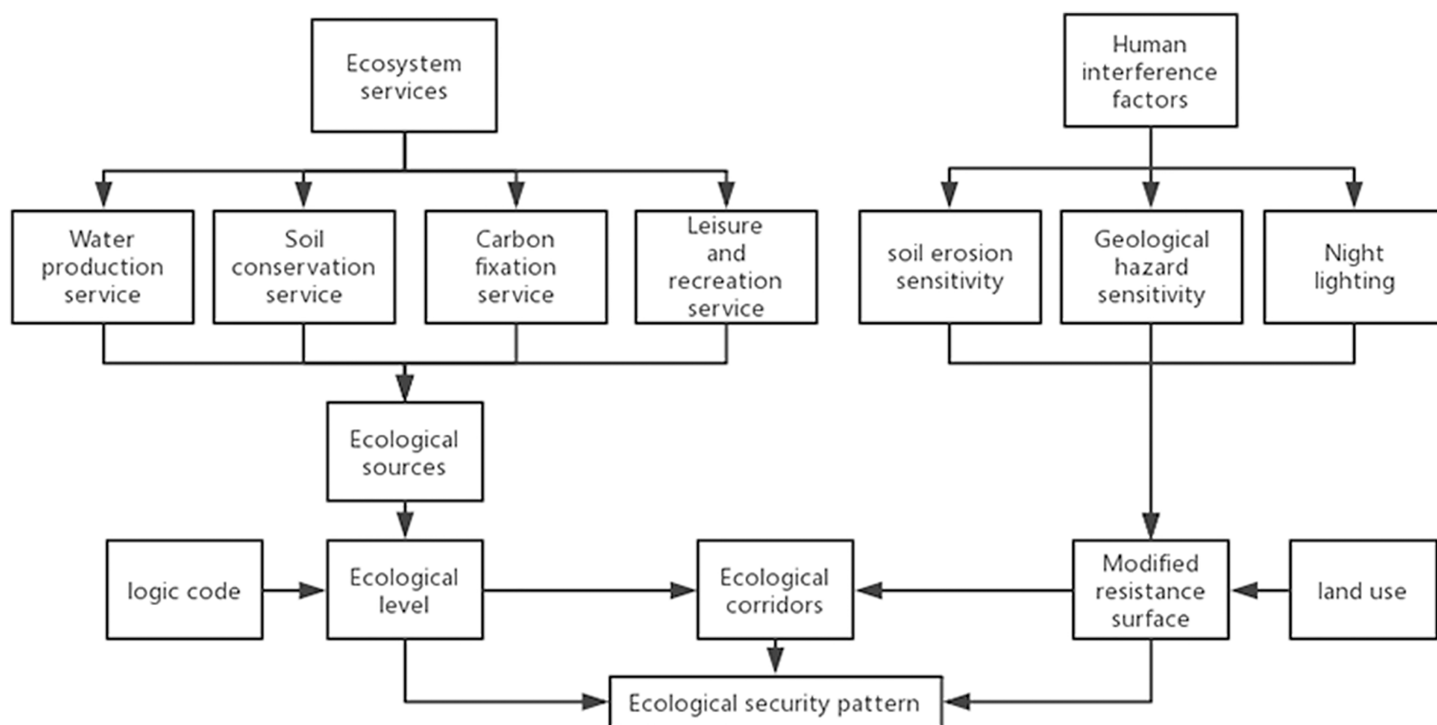 Ecosystem
services
Human
interference
factors
Water
production
service
Soil
conservation
service
Carbon
fixation
service
Leisure
and
recreation
service
soil erosion
sensitivity
Geological
hazard
sensitivity
Night
lighting
Ecological
sources
logic code
Ecological
level
Ecological
corridors
Modified
resistance
surface
land use
Ecological security pattern